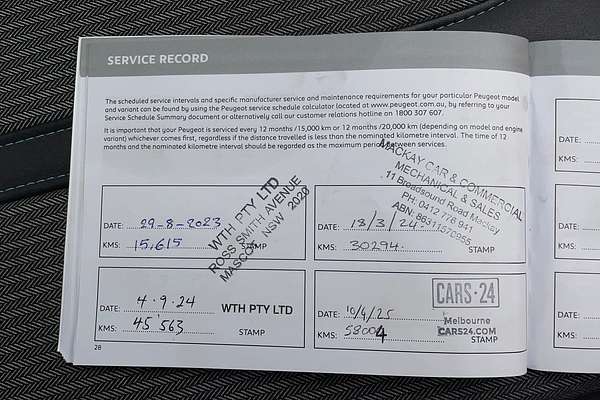 SERVICE RECORD
The scheduled service intervals and specific manufacturer service and maintenance requirements for your particular Peugeot model
and variant can be found by using the Peugeot service schedule calculator located at www.peugeot.com.au, by referring to your
Service Schedule Summary document or alternatively call our customer relations hotline on 1800 307 607.
It is important that your Peugeot is serviced every 12 months /15,000 km or 12 months /20,000 km (depending on model and engine
variant) whichever comes first, regardless if the distance travelled is less than the nominated kilometre interval. The time of 12
months and the nominated kilometre interval should be regarded as the maximum period between services.
DATE: 29-8-2023
KMS: 15,615
STAMP
WTH PTY LTD
ROSS SMITH AVENUE
MASCOT NSW 2020
DATE: 18/3/24
KMS: 30294
STAMP
MACKAY CAR & COMMERCIAL
MECHANICAL & SALES
11 Broadsound Road Mackay
PH: 0412 776 941
ABN: 86311570955
DATE: 4.9.24
KMS: 45'563
WTH PTY LTD
STAMP
DATE: 10/4/25
KMS: 58004
CARS·24
Melbourne
CARS24.COM
STAMP
28
DATE:
KMS:
DATE:
KMS: